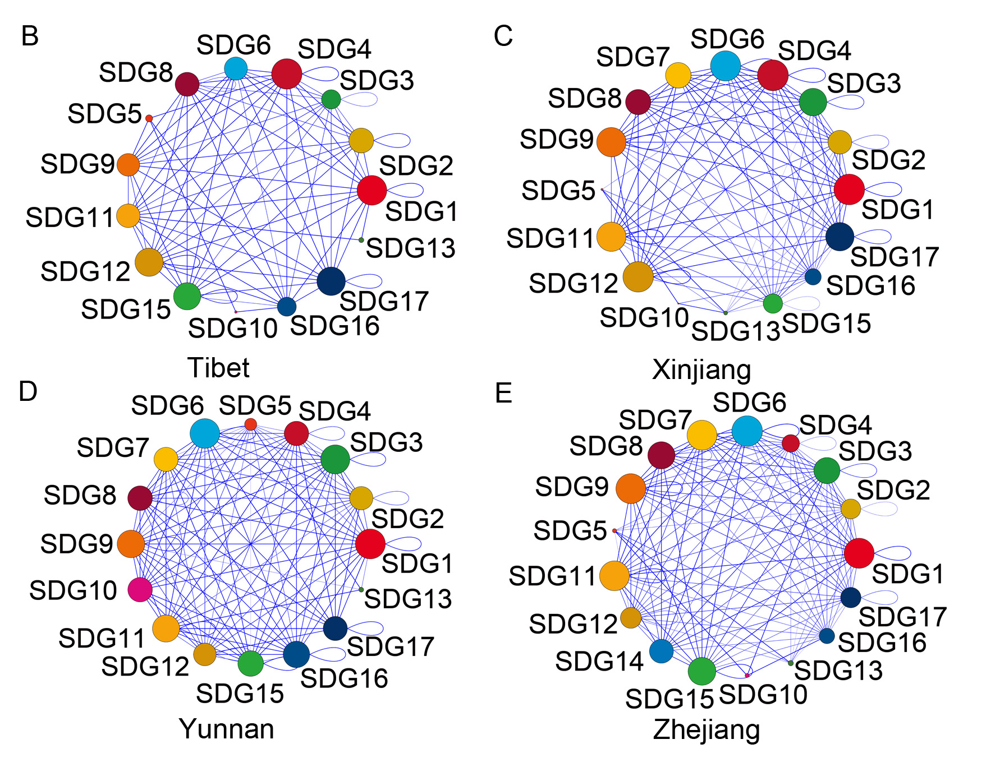 B
SDG6
SDG4
SDG8
SDG3
SDG5
SDG2
SDG9
SDG1
SDG11
SDG13
SDG12
SDG17
SDG15
SDG10
SDG16
Tibet
C
SDG6
SDG4
SDG7
SDG3
SDG8
SDG9
SDG2
SDG5
SDG1
SDG11
SDG17
SDG12
SDG16
SDG10
SDG13
SDG15
Xinjiang
D
SDG6
SDG5
SDG4
SDG7
SDG3
SDG8
SDG2
SDG9
SDG1
SDG10
SDG13
SDG11
SDG17
SDG12
SDG16
SDG15
Yunnan
E
SDG6
SDG7
SDG4
SDG8
SDG3
SDG9
SDG2
SDG5
SDG1
SDG11
SDG17
SDG12
SDG16
SDG14
SDG13
SDG15
SDG10
Zhejiang